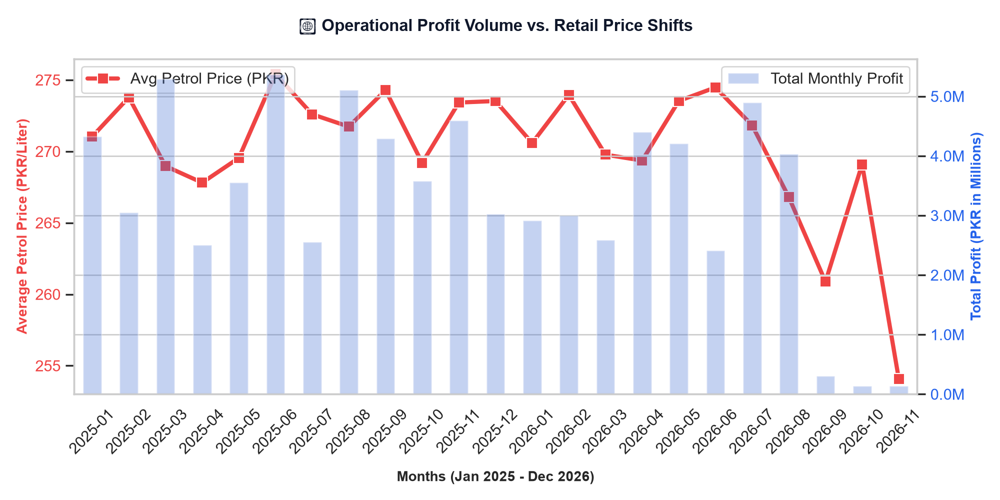 Operational Profit Volume vs. Retail Price Shifts
Avg Petrol Price (PKR)
Total Monthly Profit
Average Petrol Price (PKR/Liter)
275
270
265
260
255
Total Profit (PKR in Millions)
5.0M
4.0M
3.0M
2.0M
1.0M
0.0M
2025-01
2025-02
2025-03
2025-04
2025-05
2025-06
2025-07
2025-08
2025-09
2025-10
2025-11
2025-12
2026-01
2026-02
2026-03
2026-04
2026-05
2026-06
2026-07
2026-08
2026-09
2026-10
2026-11
Months (Jan 2025 - Dec 2026)